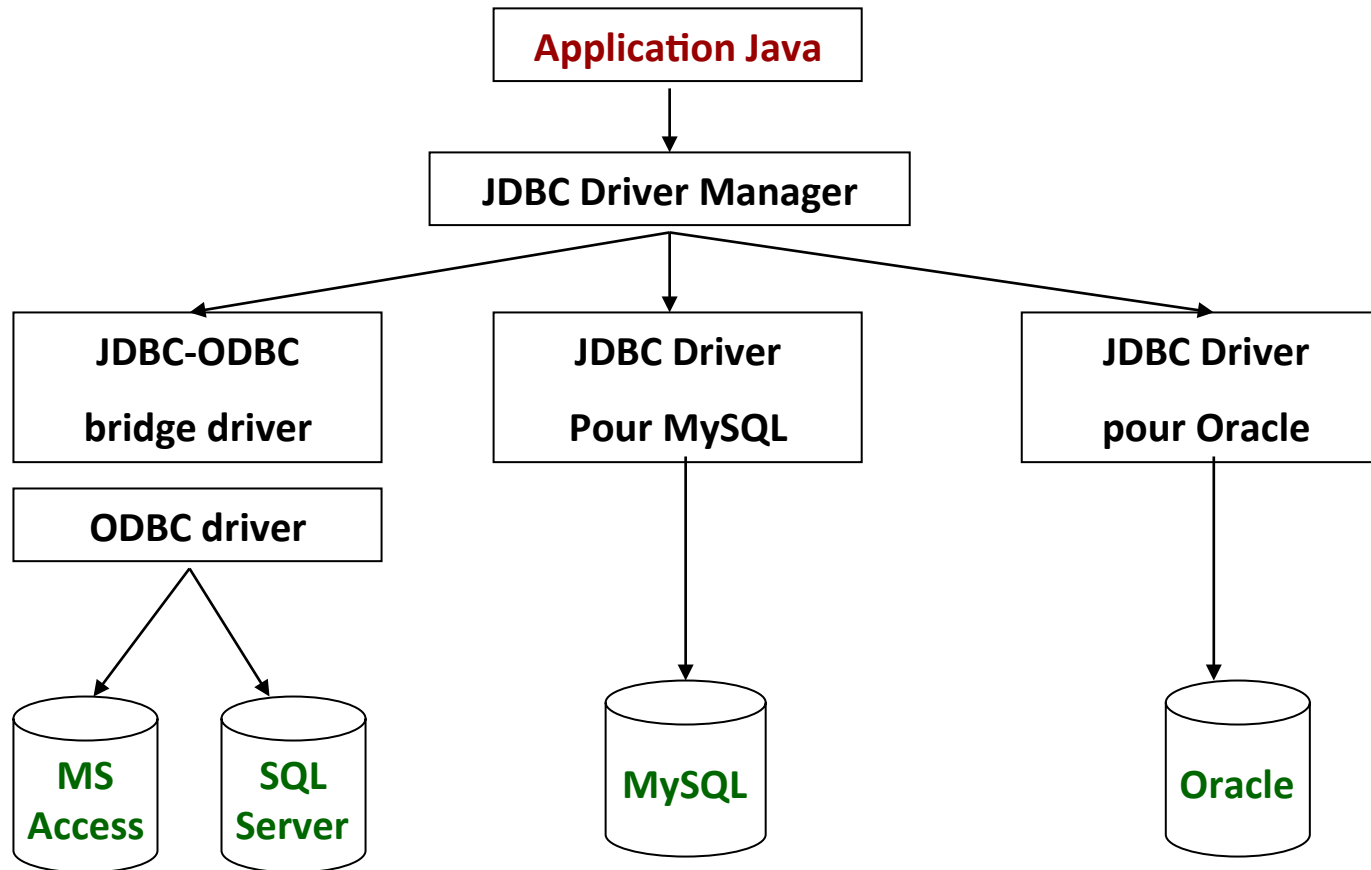 Application Java
JDBC Driver Manager
JDBC-ODBC
bridge driver
JDBC Driver
Pour MySQL
JDBC Driver
pour Oracle
ODBC driver
MS
Access
SQL
Server
MySQL
Oracle